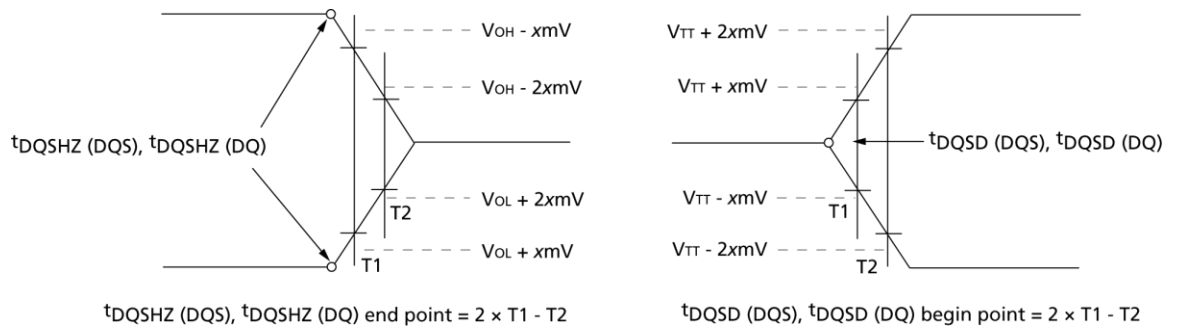 VOH - xmV
VOH - 2xmV
tDQSHZ (DQS), tDQSHZ (DQ)
VOL + 2xmV
T2
VOL + xmV
T1
tDQSHZ (DQS), tDQSHZ (DQ) end point = 2 × T1 - T2
VTT + 2xmV
VTT + xmV
tDQSD (DQS), tDQSD (DQ)
VTT - xmV
T1
VTT - 2xmV
T2
tDQSD (DQS), tDQSD (DQ) begin point = 2 × T1 - T2